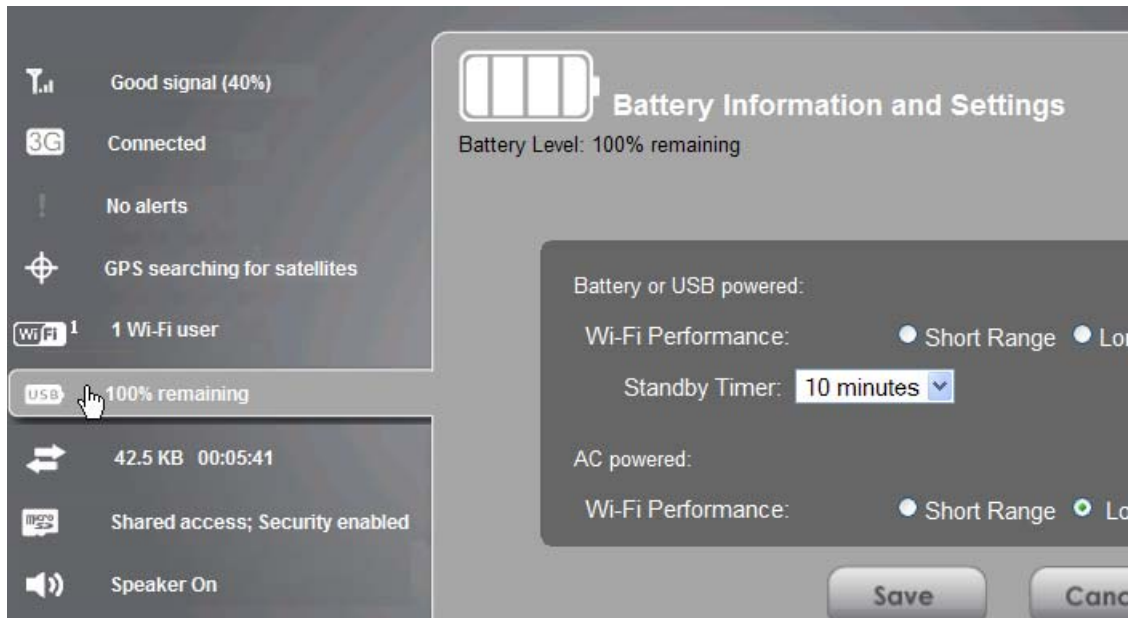 Good signal (40%)
3G Connected
No alerts
GPS searching for satellites
WiFi 1 1 Wi-Fi user
USB 100% remaining
42.5 KB 00:05:41
micro SD Shared access; Security enabled
Speaker On
Battery Information and Settings
Battery Level: 100% remaining
Battery or USB powered:
Wi-Fi Performance: Short Range Lon
Standby Timer: 10 minutes
AC powered:
Wi-Fi Performance: Short Range Lo
Save Canc